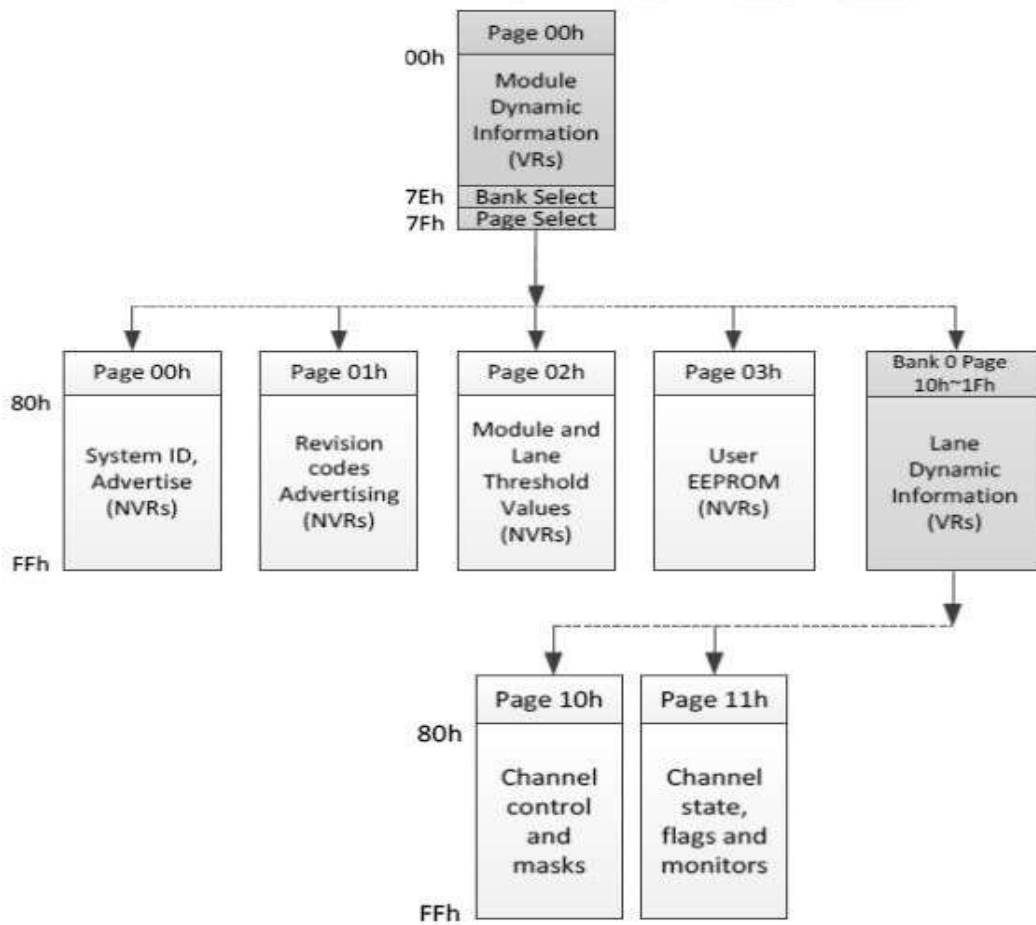 Page 00h
00h
Module
Dynamic
Information
(VRs)
7Eh
Bank Select
7Fh
Page Select
Page 00h
80h
System ID,
Advertise
(NVRs)
FFh
Page 01h
Revision
codes
Advertising
(NVRs)
Page 02h
Module and
Lane
Threshold
Values
(NVRs)
Page 03h
User
EEPROM
(NVRs)
Bank 0 Page
10h~1Fh
Lane
Dynamic
Information
(VRs)
Page 10h
80h
Channel
control
and
masks
FFh
Page 11h
Channel
state,
flags and
monitors